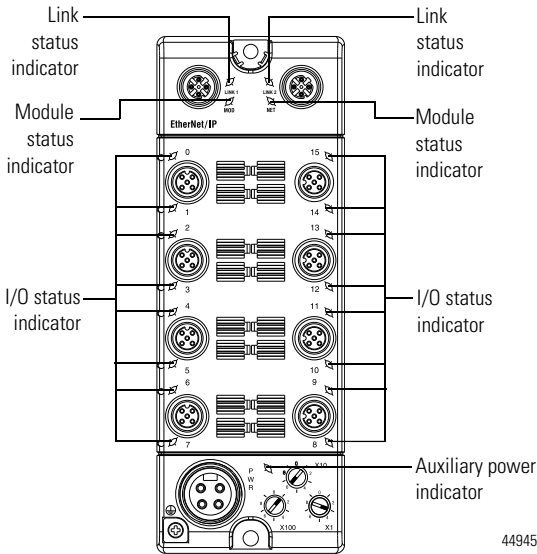 Link
status
indicator
Link
status
indicator
LINK 1
LINK 2
MOD
NET
Module
status
indicator
Module
status
indicator
EtherNet/IP
0
15
1
14
2
13
I/O status
indicator
I/O status
indicator
3
12
4
11
5
10
6
9
7
8
P
W
R
X10
X100
X1
Auxiliary power
indicator
44945